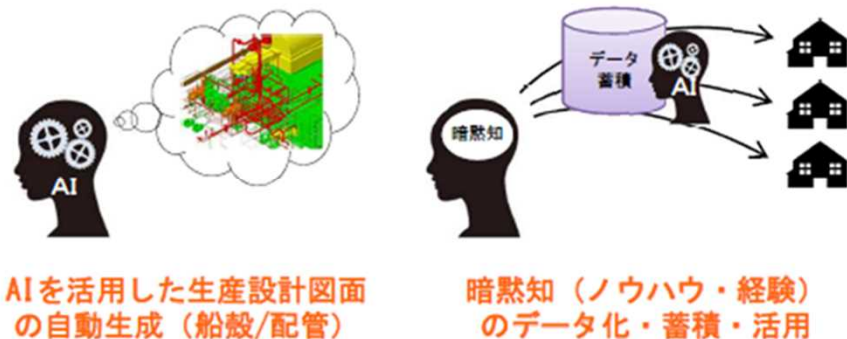 AI
データ
蓄積
AI
暗黙知
AIを活用した生産設計図面
の自動生成（船殻/配管）
暗黙知（ノウハウ・経験）
のデータ化・蓄積・活用